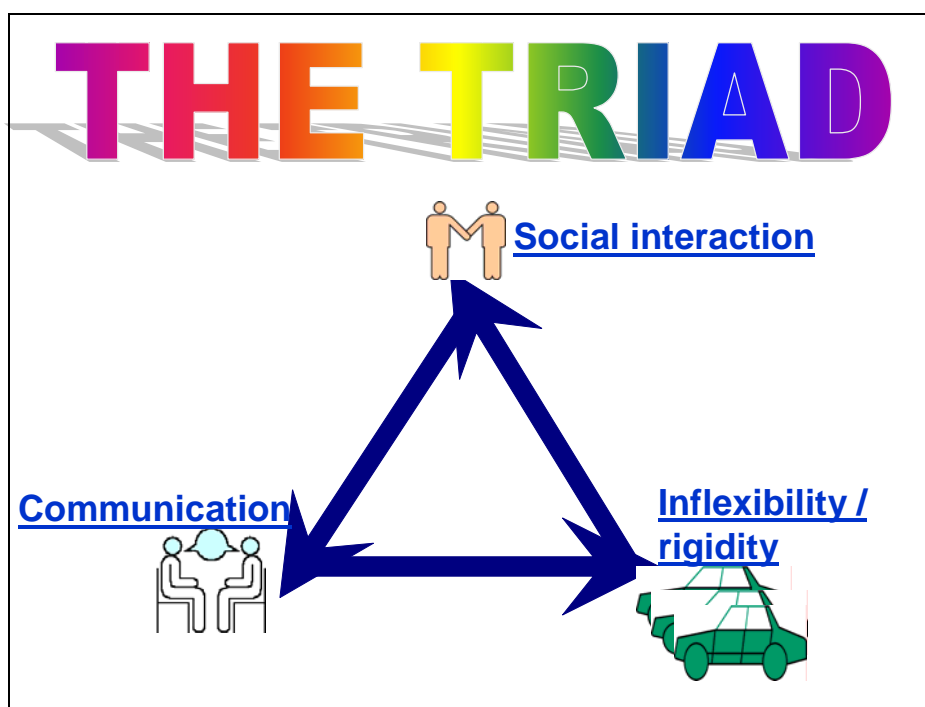 THE TRIAD
Social interaction
Communication
Inflexibility /
rigidity